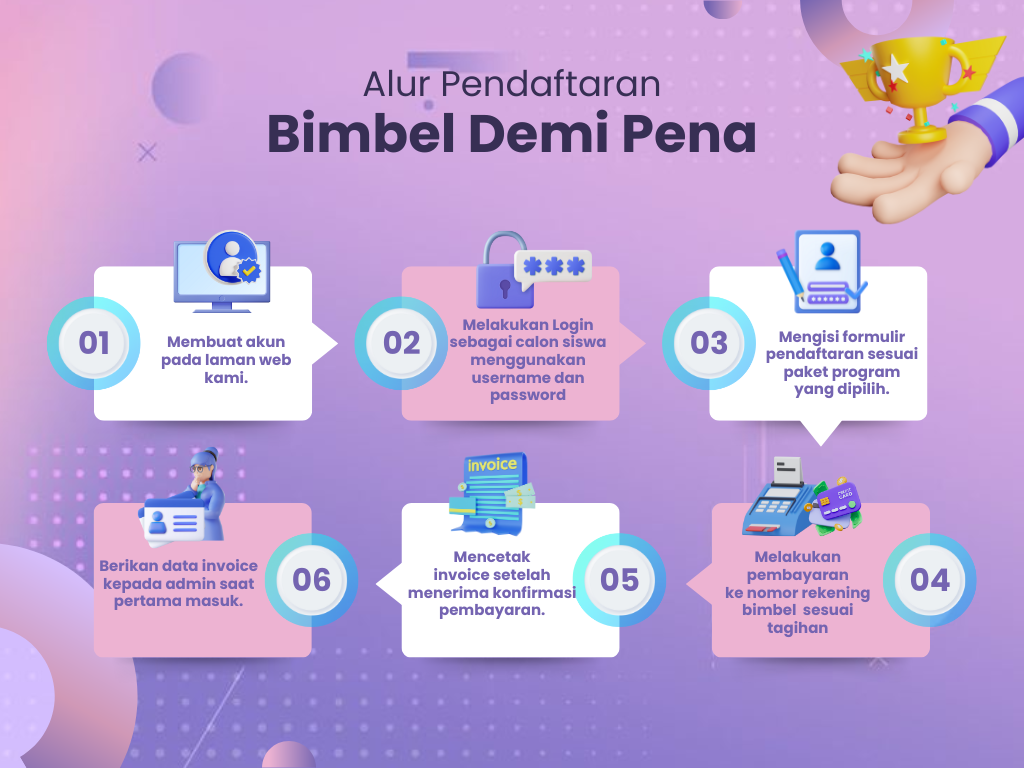 Alur Pendaftaran
Bimbel Demi Pena
01
Membuat akun
pada laman web
kami.
02
***
Melakukan Login
sebagai calon siswa
menggunakan
username dan
password
03
Mengisi formulir
pendaftaran sesuai
paket program
yang dipilih.
04
Melakukan
pembayaran
ke nomor rekening
bimbel sesuai
tagihan
05
invoice
Mencetak
invoice setelah
menerima konfirmasi
pembayaran.
06
Berikan data invoice
kepada admin saat
pertama masuk.